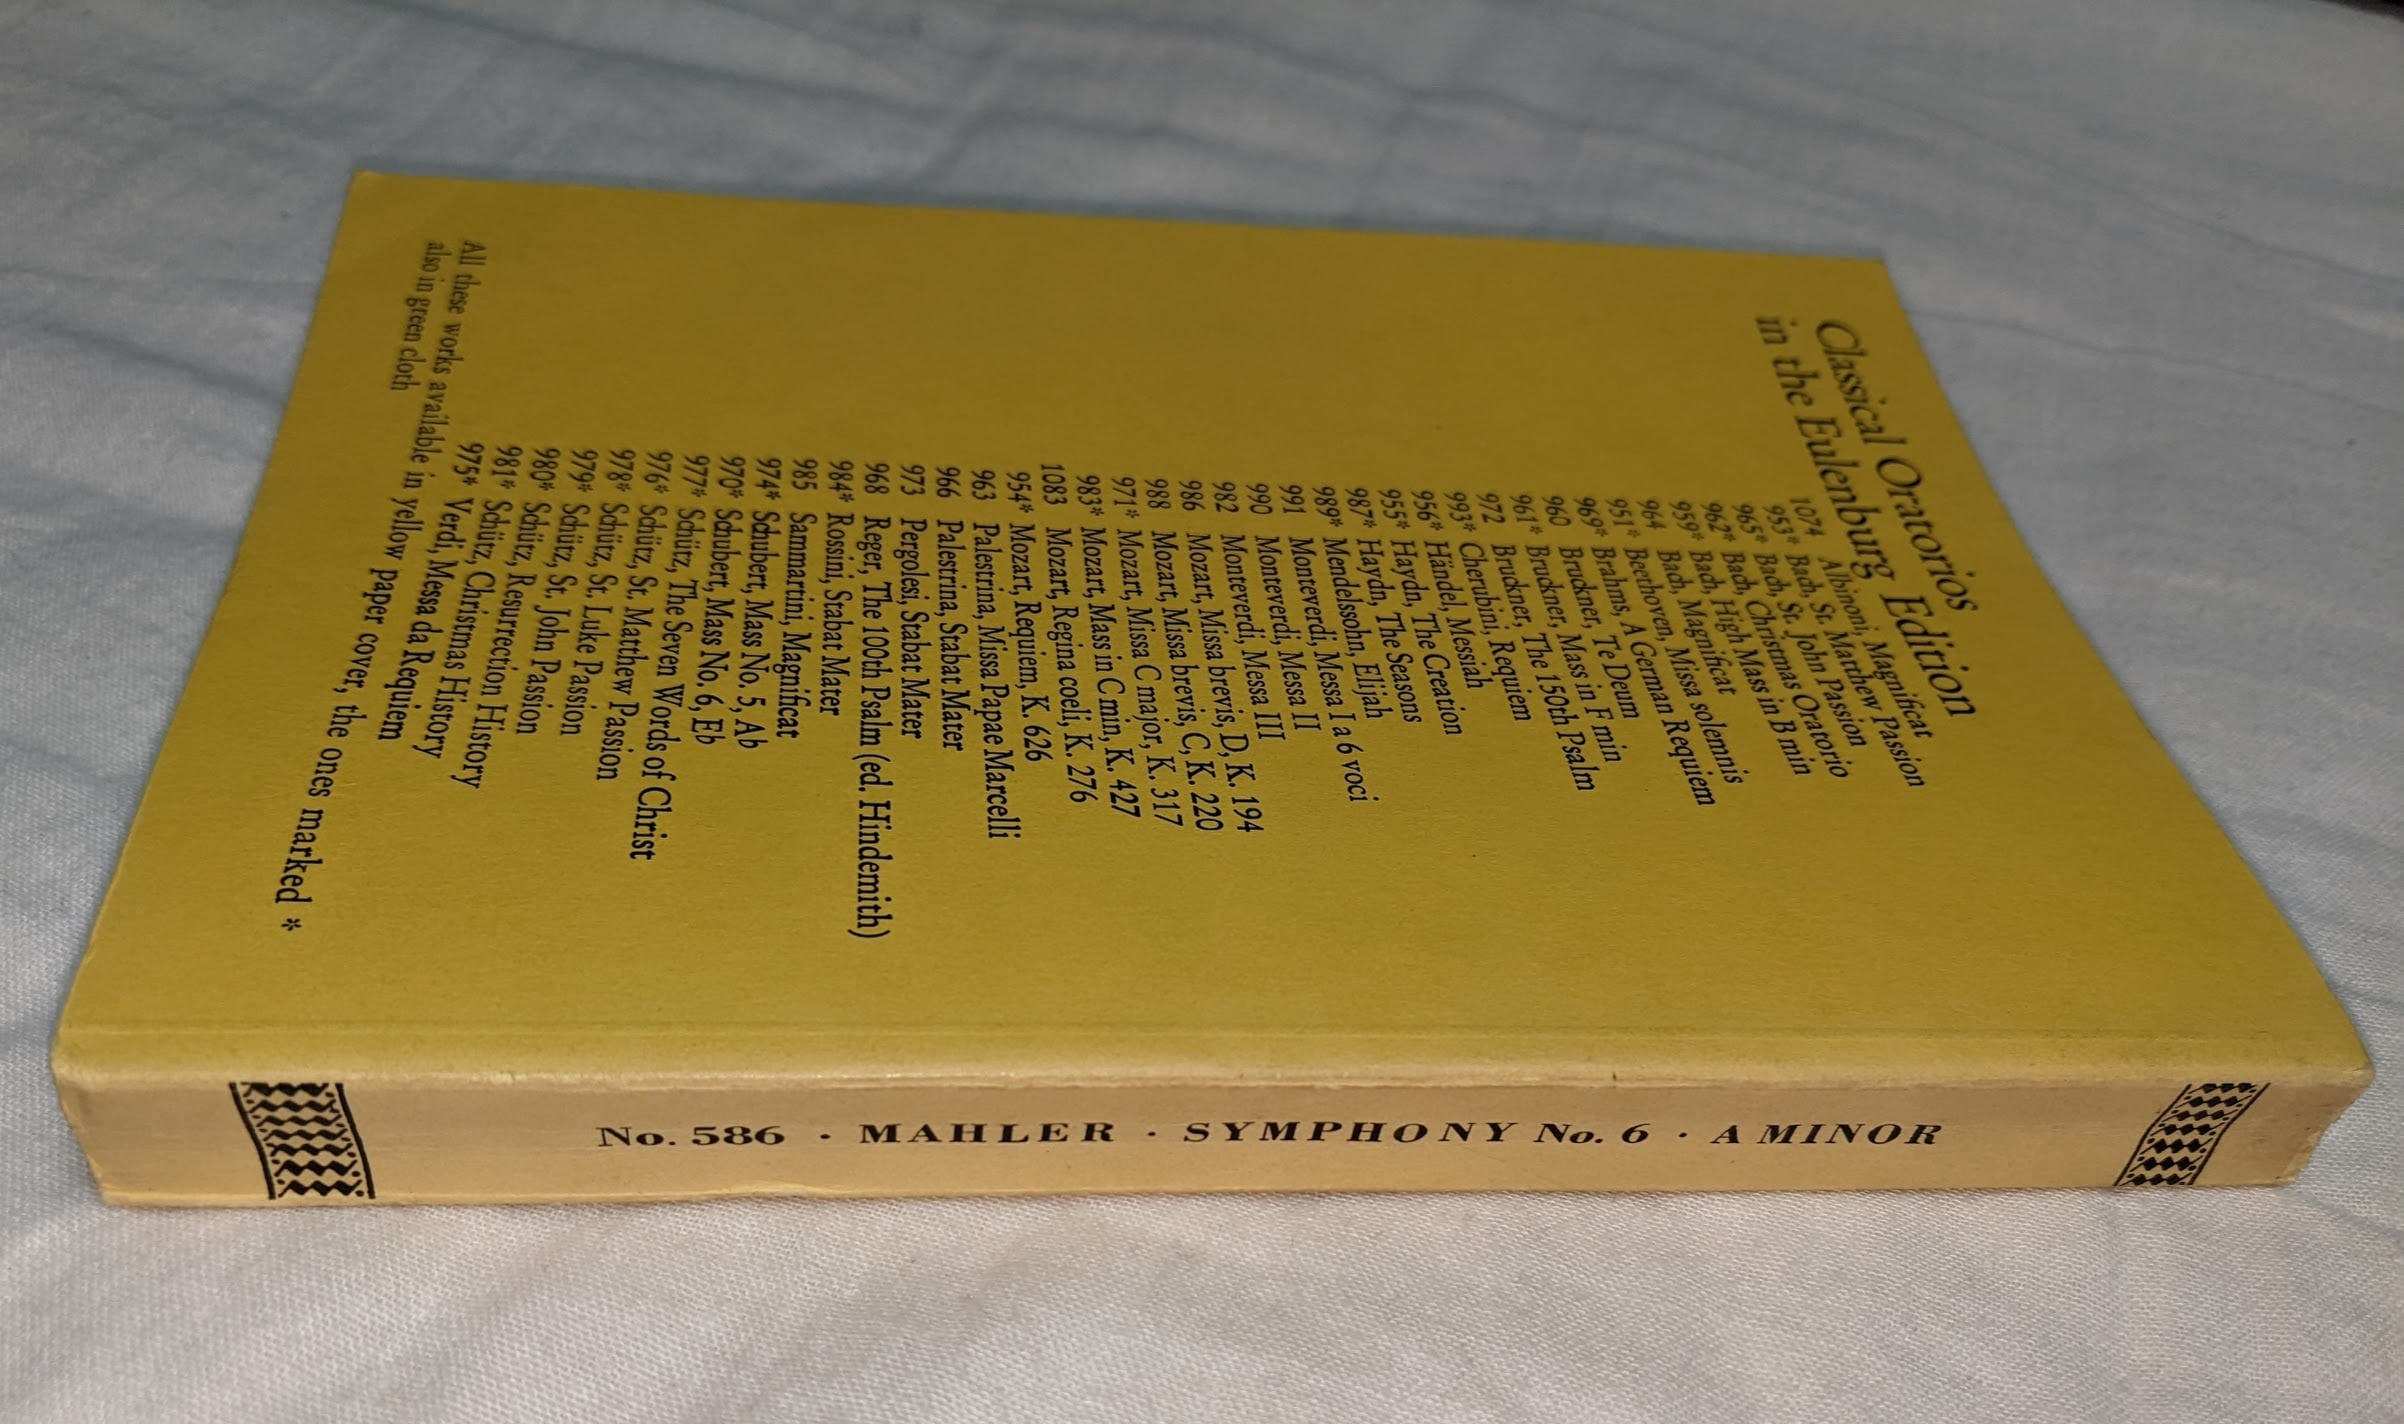 Classical Oratorios
in the Eulenburg Edition
1074 Albinoni, Magnificat
953* Bach, St. Matthew Passion
965* Bach, St. John Passion
962* Bach, Christmas Oratorio
959* Bach, High Mass in B min
964 Bach, Magnificat
951* Beethoven, Missa solemnis
969* Brahms, A German Requiem
960 Bruckner, Te Deum
961* Bruckner, Mass in F min
972 Bruckner, The 150th Psalm
993* Cherubini, Requiem
956* Händel, Messiah
955* Haydn, The Creation
987* Haydn, The Seasons
989* Mendelssohn, Elijah
991 Monteverdi, Messa I a 6 voci
990 Monteverdi, Messa II
982 Monteverdi, Messa III
986 Mozart, Missa brevis, D, K. 194
988 Mozart, Missa brevis, C, K. 220
971* Mozart, Missa C major, K. 317
983* Mozart, Mass in C min, K. 427
1083 Mozart, Regina coeli, K. 276
954* Mozart, Requiem, K. 626
963 Palestrina, Missa Papae Marcelli
966 Palestrina, Stabat Mater
973 Pergolesi, Stabat Mater
968 Reger, The 100th Psalm (ed. Hindemith)
984* Rossini, Stabat Mater
985 Sammartini, Magnificat
974* Schubert, Mass No. 5, Ab
970* Schubert, Mass No. 6, Eb
977* Schütz, The Seven Words of Christ
976* Schütz, St. Matthew Passion
978* Schütz, St. Luke Passion
979* Schütz, St. John Passion
980* Schütz, Resurrection History
981* Schütz, Christmas History
975* Verdi, Messa da Requiem
All these works available in yellow paper cover, the ones marked *
also in green cloth
No. 586 · MAHLER · SYMPHONY No. 6 · A MINOR